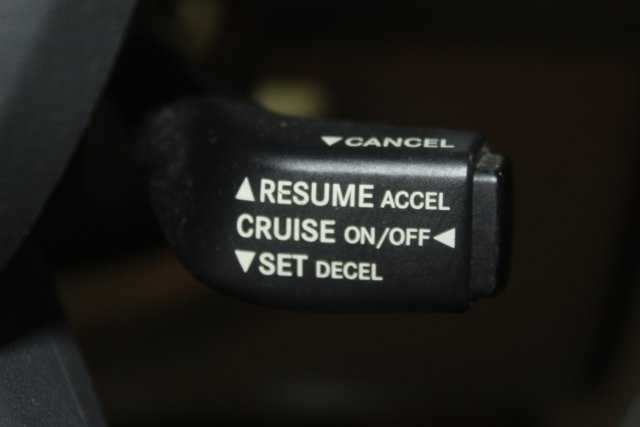 ▼CANCEL
▲RESUME ACCEL
CRUISE ON/OFF◀
▼SET DECEL